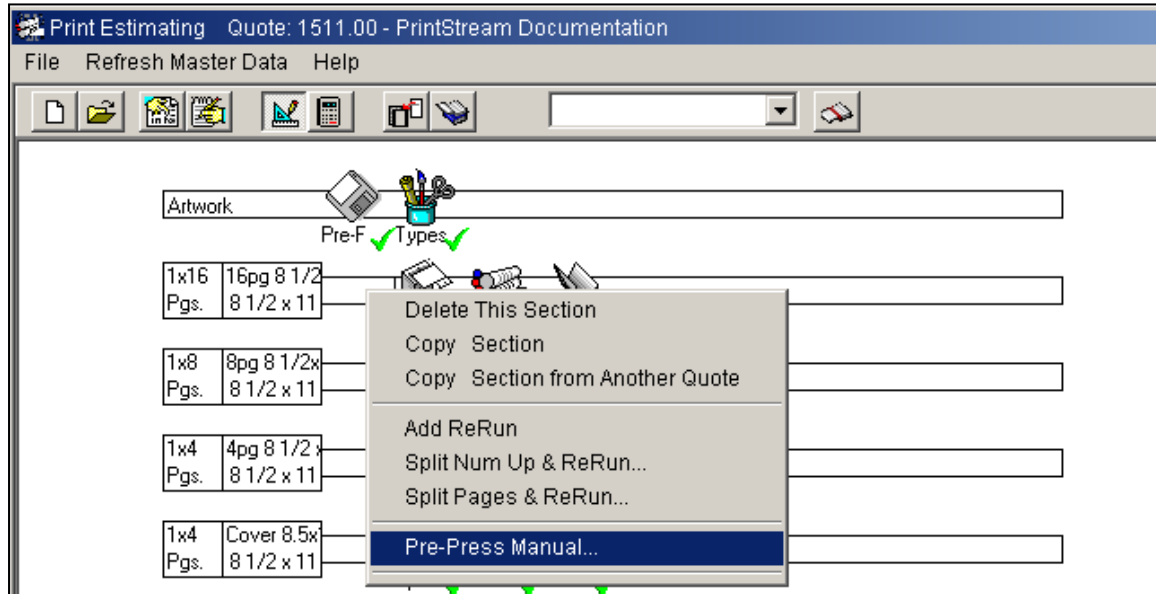 Print Estimating Quote: 1511.00 - PrintStream Documentation
File Refresh Master Data Help
Artwork
Pre-F Types
1x16 16pg 8 1/2
Pgs. 8 1/2 x 11
Delete This Section
Copy Section
1x8 8pg 8 1/2x
Copy Section from Another Quote
Pgs. 8 1/2 x 11
Add ReRun
1x4 4pg 8 1/2
Split Num Up & ReRun...
Pgs. 8 1/2 x 11
Split Pages & ReRun...
1x4 Cover 8.5x
Pre-Press Manual...
Pgs. 8 1/2 x 11